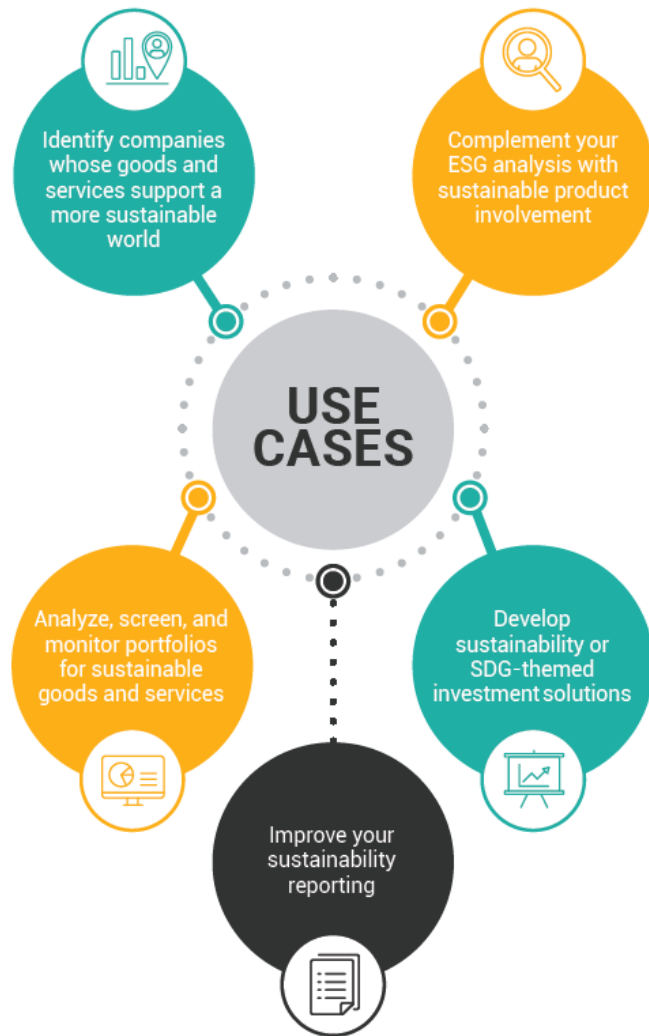 Identify companies
whose goods and
services support a
more sustainable
world
Complement your
ESG analysis with
sustainable product
involvement
USE
CASES
Analyze, screen, and
monitor portfolios
for sustainable
goods and services
Develop
sustainability or
SDG-themed
investment solutions
Improve your
sustainability
reporting